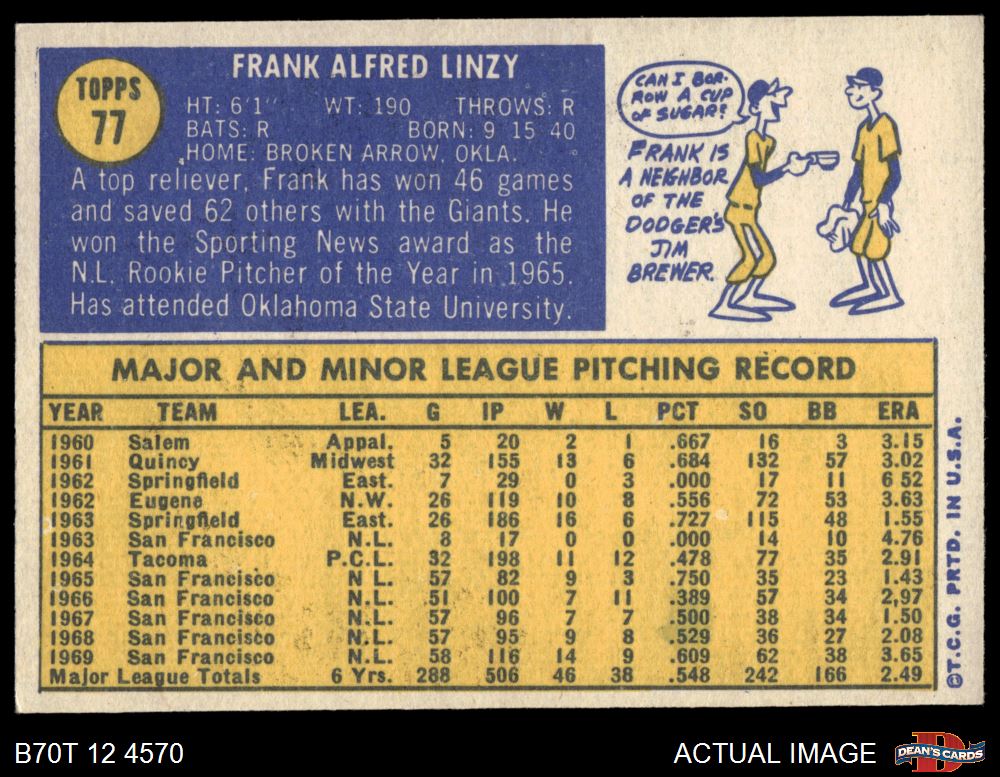 TOPPS
77
FRANK ALFRED LINZY
HT: 6'1" WT: 190 THROWS: R
BATS: R BORN: 9 15 40
HOME: BROKEN ARROW, OKLA.
A top reliever, Frank has won 46 games
and saved 62 others with the Giants. He
won the Sporting News award as the
N.L. Rookie Pitcher of the Year in 1965.
Has attended Oklahoma State University.
CAN I BOR-
ROW A CUP
OF SUGAR?
FRANK IS
A NEIGHBOR
OF THE
DODGER'S
JIM
BREWER.
MAJOR AND MINOR LEAGUE PITCHING RECORD
YEAR TEAM LEA. G IP W L PCT SO BB ERA
1960 Salem Appal. 5 20 2 1 .667 16 3 3.15
1961 Quincy Midwest 32 155 13 6 .684 132 57 3.02
1962 Springfield East. 7 29 0 3 .000 17 11 6 52
1962 Eugene N.W. 26 119 10 8 .556 72 53 3.63
1963 Springfield East. 26 186 16 6 .727 115 48 1.55
1963 San Francisco N.L. 8 17 0 0 .000 14 10 4.76
1964 Tacoma P.C.L. 32 198 11 12 .478 77 35 2.91
1965 San Francisco N L. 57 82 9 3 .750 35 23 1.43
1966 San Francisco N.L. 51 100 7 11 .389 57 34 2,97
1967 San Francisco N.L. 57 96 7 7 .500 38 34 1.50
1968 San Francisco N.L. 57 95 9 8 .529 36 27 2.08
1969 San Francisco N.L. 58 116 14 9 .609 62 38 3.65
Major League Totals 6 Yrs. 288 506 46 38 .548 242 166 2.49
©T.C.G. PRTD. IN U.S.A.
B70T 12 4570
ACTUAL IMAGE
D
DEAN'S CARDS